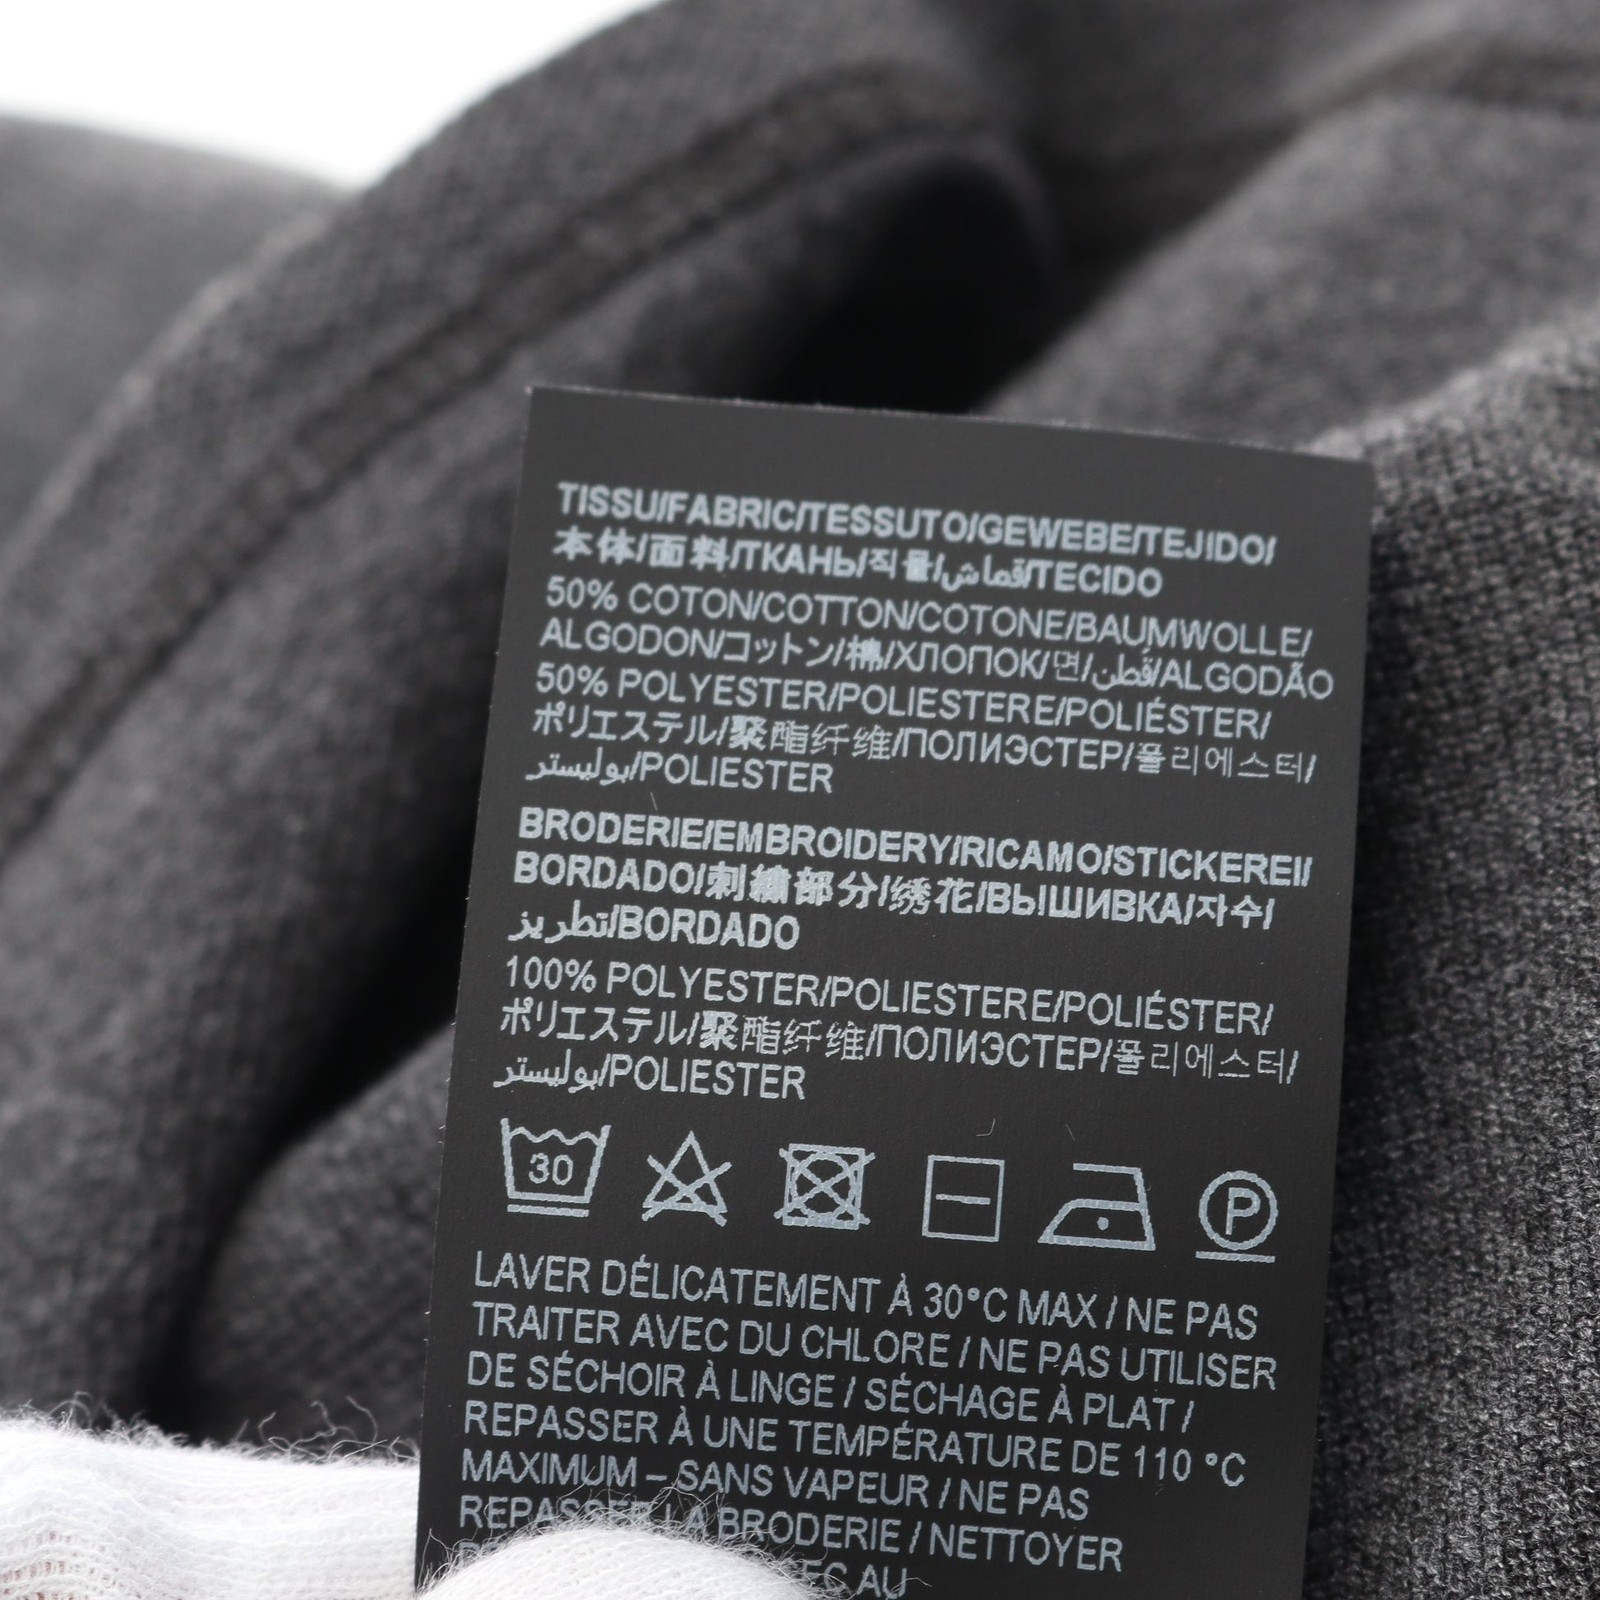 TISSU/FABRIC/TESSUTO/GEWEBE/TEJIDO/
本体/面料/ТКАНЬ/직물/قماش/TECIDO
50% COTON/COTTON/COTONE/BAUMWOLLE/
ALGODON/コットン/棉/ХЛОПОК/면/قطن/ALGODÃO
50% POLYESTER/POLIESTERE/POLIÉSTER/
ポリエステル/聚酯纤维/ПОЛИЭСТЕР/폴리에스터/
بوليستر/POLIESTER
BRODERIE/EMBROIDERY/RICAMO/STICKEREI/
BORDADO/刺繍部分/绣花/ВЫШИВКА/자수/
تطريز/BORDADO
100% POLYESTER/POLIESTERE/POLIÉSTER/
ポリエステル/聚酯纤维/ПОЛИЭСТЕР/폴리에스터/
بوليستر/POLIESTER
30 P
LAVER DÉLICATEMENT À 30°C MAX / NE PAS
TRAITER AVEC DU CHLORE / NE PAS UTILISER
DE SÉCHOIR À LINGE / SÉCHAGE À PLAT /
REPASSER À UNE TEMPÉRATURE DE 110 °C
MAXIMUM – SANS VAPEUR / NE PAS
REPASSER LA BRODERIE / NETTOYER
AU